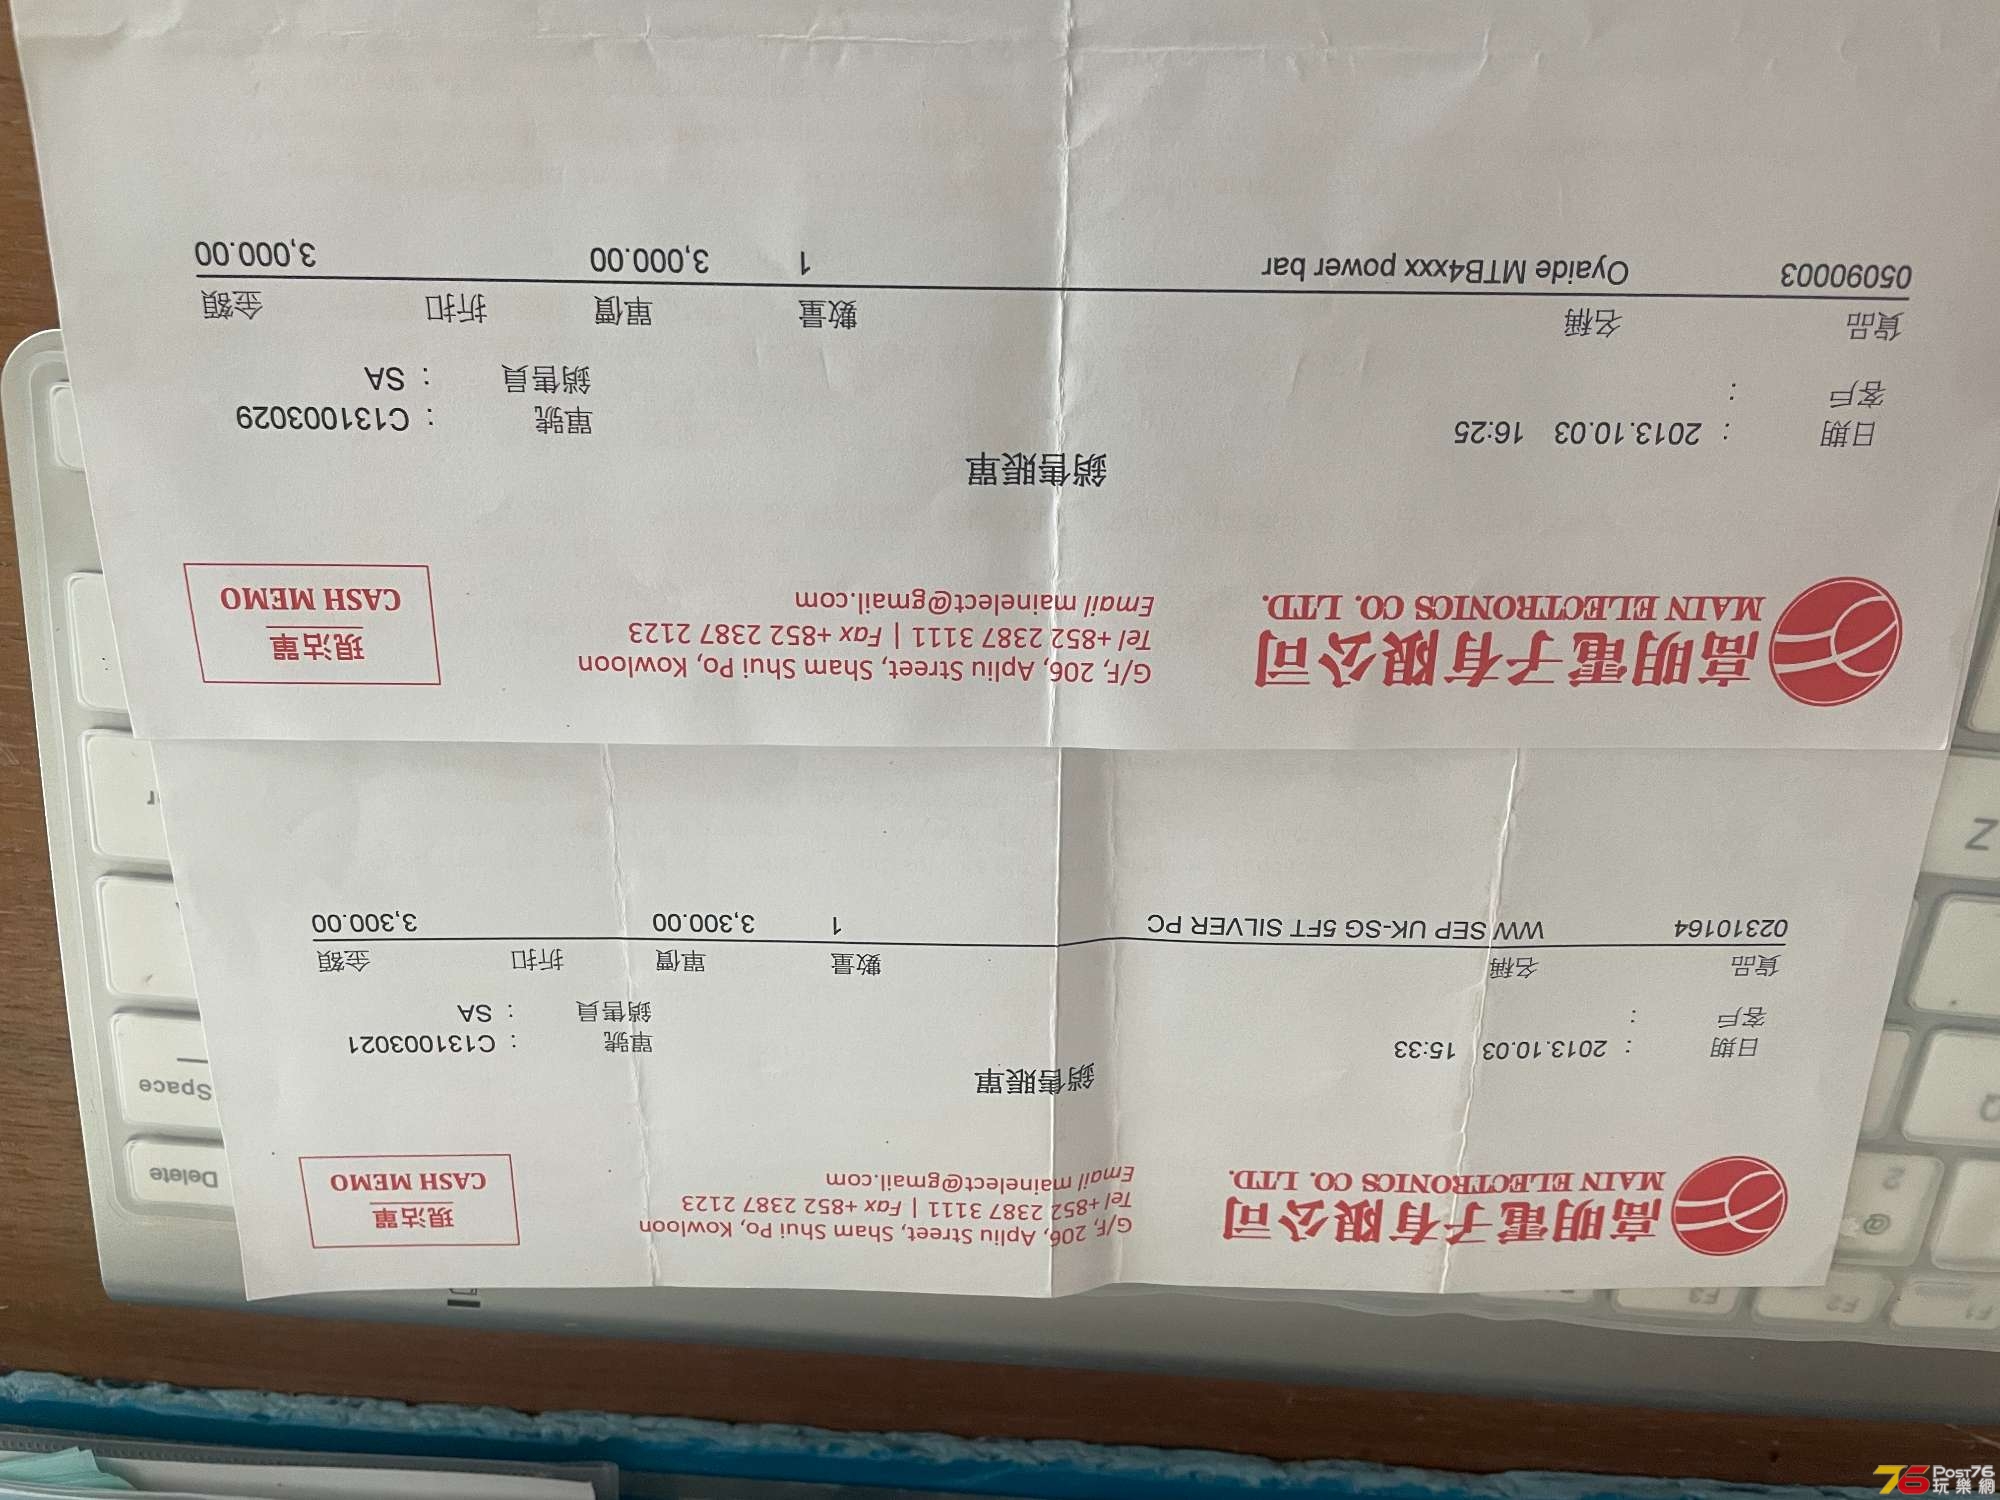 高明電子有限公司
MAIN ELECTRONICS CO. LTD.
G/F, 206, Apliu Street, Sham Shui Po, Kowloon
Tel +852 2387 3111 | Fax +852 2387 2123
Email mainelect@gmail.com
現沽單
CASH MEMO
銷售賬單
日期 : 2013.10.03 15:33
單號 : C131003021
客戶 :
銷售員 : SA
貨品 名稱 數量 單價 折扣 金額
02310164 WW SEP UK-SG 5FT SILVER PC 1 3,300.00 3,300.00
高明電子有限公司
MAIN ELECTRONICS CO. LTD.
G/F, 206, Apliu Street, Sham Shui Po, Kowloon
Tel +852 2387 3111 | Fax +852 2387 2123
Email mainelect@gmail.com
現沽單
CASH MEMO
銷售賬單
日期 : 2013.10.03 16:25
單號 : C131003029
客戶 :
銷售員 : SA
貨品 名稱 數量 單價 折扣 金額
05090003 Oyaide MTB4xxx power bar 1 3,000.00 3,000.00
F1
F2
F3
@
2
Q
Z
Delete
Space
76 Post76
玩樂網